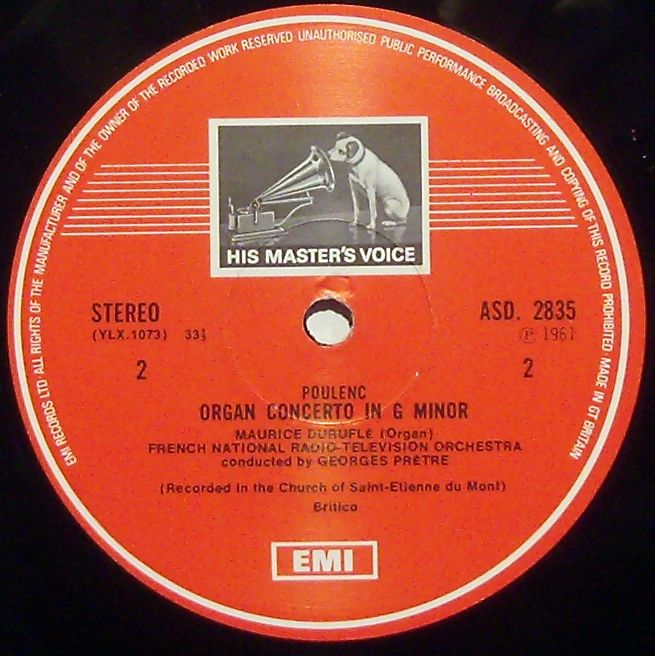 EMI RECORDS LTD ALL RIGHTS OF THE MANUFACTURER AND OF THE OWNER OF THE RECORDED WORK RESERVED UNAUTHORISED PUBLIC PERFORMANCE BROADCASTING AND COPYING OF THIS RECORD PROHIBITED · MADE IN GT BRITAIN
HIS MASTER'S VOICE
STEREO ASD. 2835
(YLX.1073) 33⅓ ℗ 1961
2 2
POULENC
ORGAN CONCERTO IN G MINOR
MAURICE DURUFLÉ (Organ)
FRENCH NATIONAL RADIO-TELEVISION ORCHESTRA
conducted by GEORGES PRÊTRE
(Recorded in the Church of Saint-Etienne du Mont)
Britico
EMI